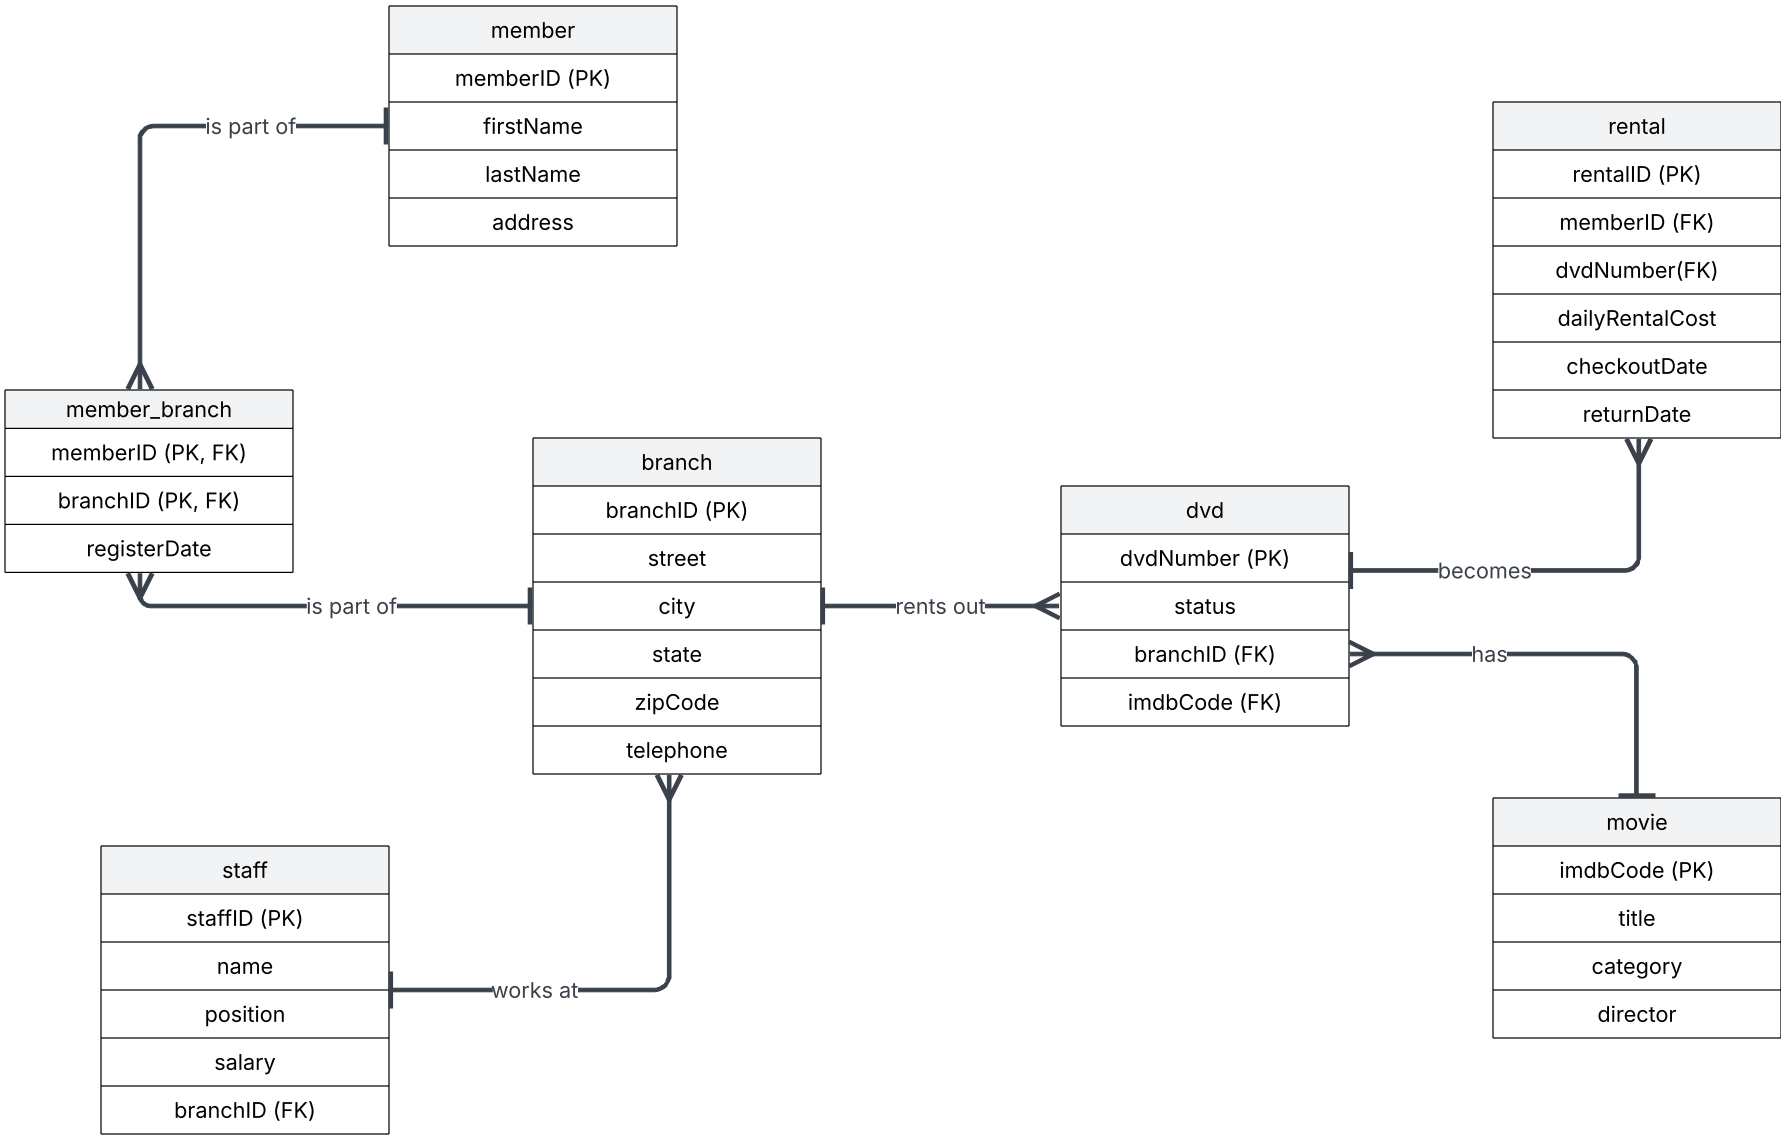 member
memberID (PK)
firstName
lastName
address
is part of
member_branch
memberID (PK, FK)
branchID (PK, FK)
registerDate
is part of
branch
branchID (PK)
street
city
state
zipCode
telephone
works at
staff
staffID (PK)
name
position
salary
branchID (FK)
rents out
dvd
dvdNumber (PK)
status
branchID (FK)
imdbCode (FK)
becomes
rental
rentalID (PK)
memberID (FK)
dvdNumber(FK)
dailyRentalCost
checkoutDate
returnDate
has
movie
imdbCode (PK)
title
category
director